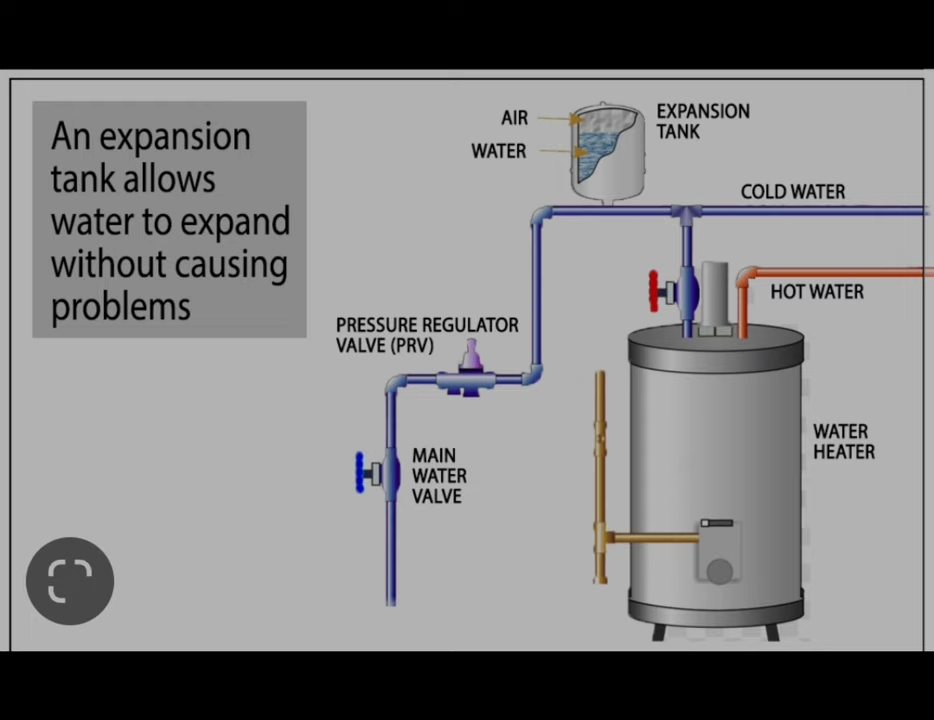 An expansion
tank allows
water to expand
without causing
problems
AIR
WATER
EXPANSION
TANK
COLD WATER
HOT WATER
PRESSURE REGULATOR
VALVE (PRV)
MAIN
WATER
VALVE
WATER
HEATER